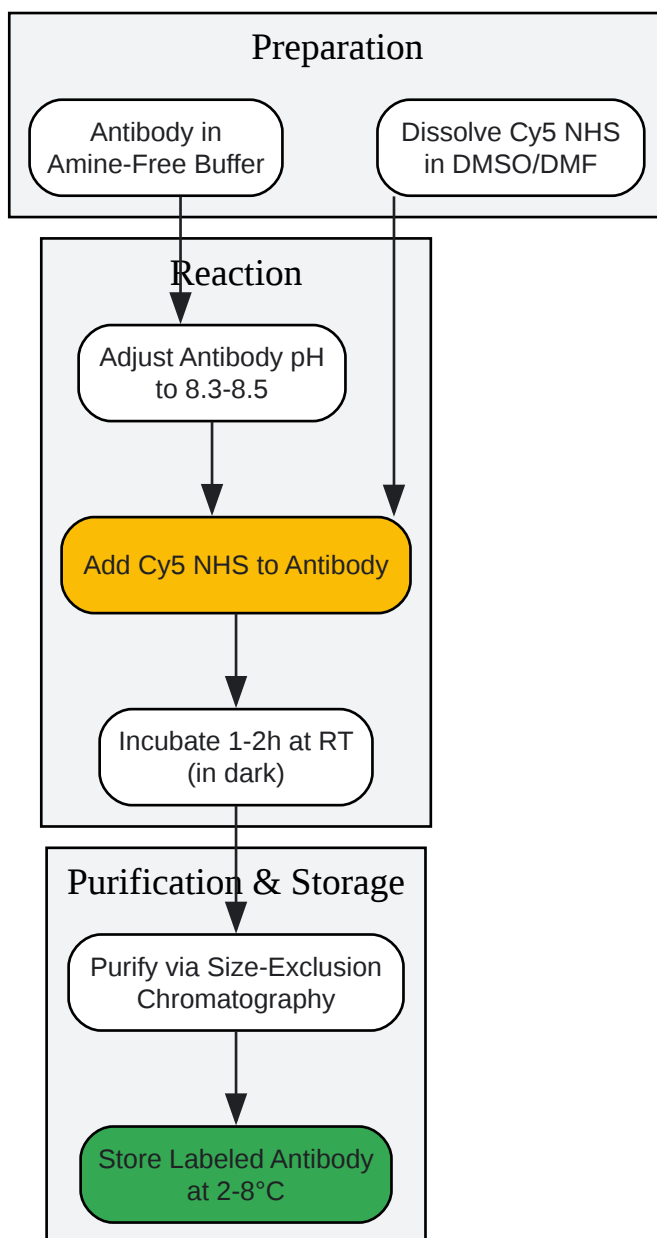 Preparation
Antibody in
Amine-Free Buffer
Dissolve Cy5 NHS
in DMSO/DMF
Reaction
Adjust Antibody pH
to 8.3-8.5
Add Cy5 NHS to Antibody
Incubate 1-2h at RT
(in dark)
Purification & Storage
Purify via Size-Exclusion
Chromatography
Store Labeled Antibody
at 2-8°C